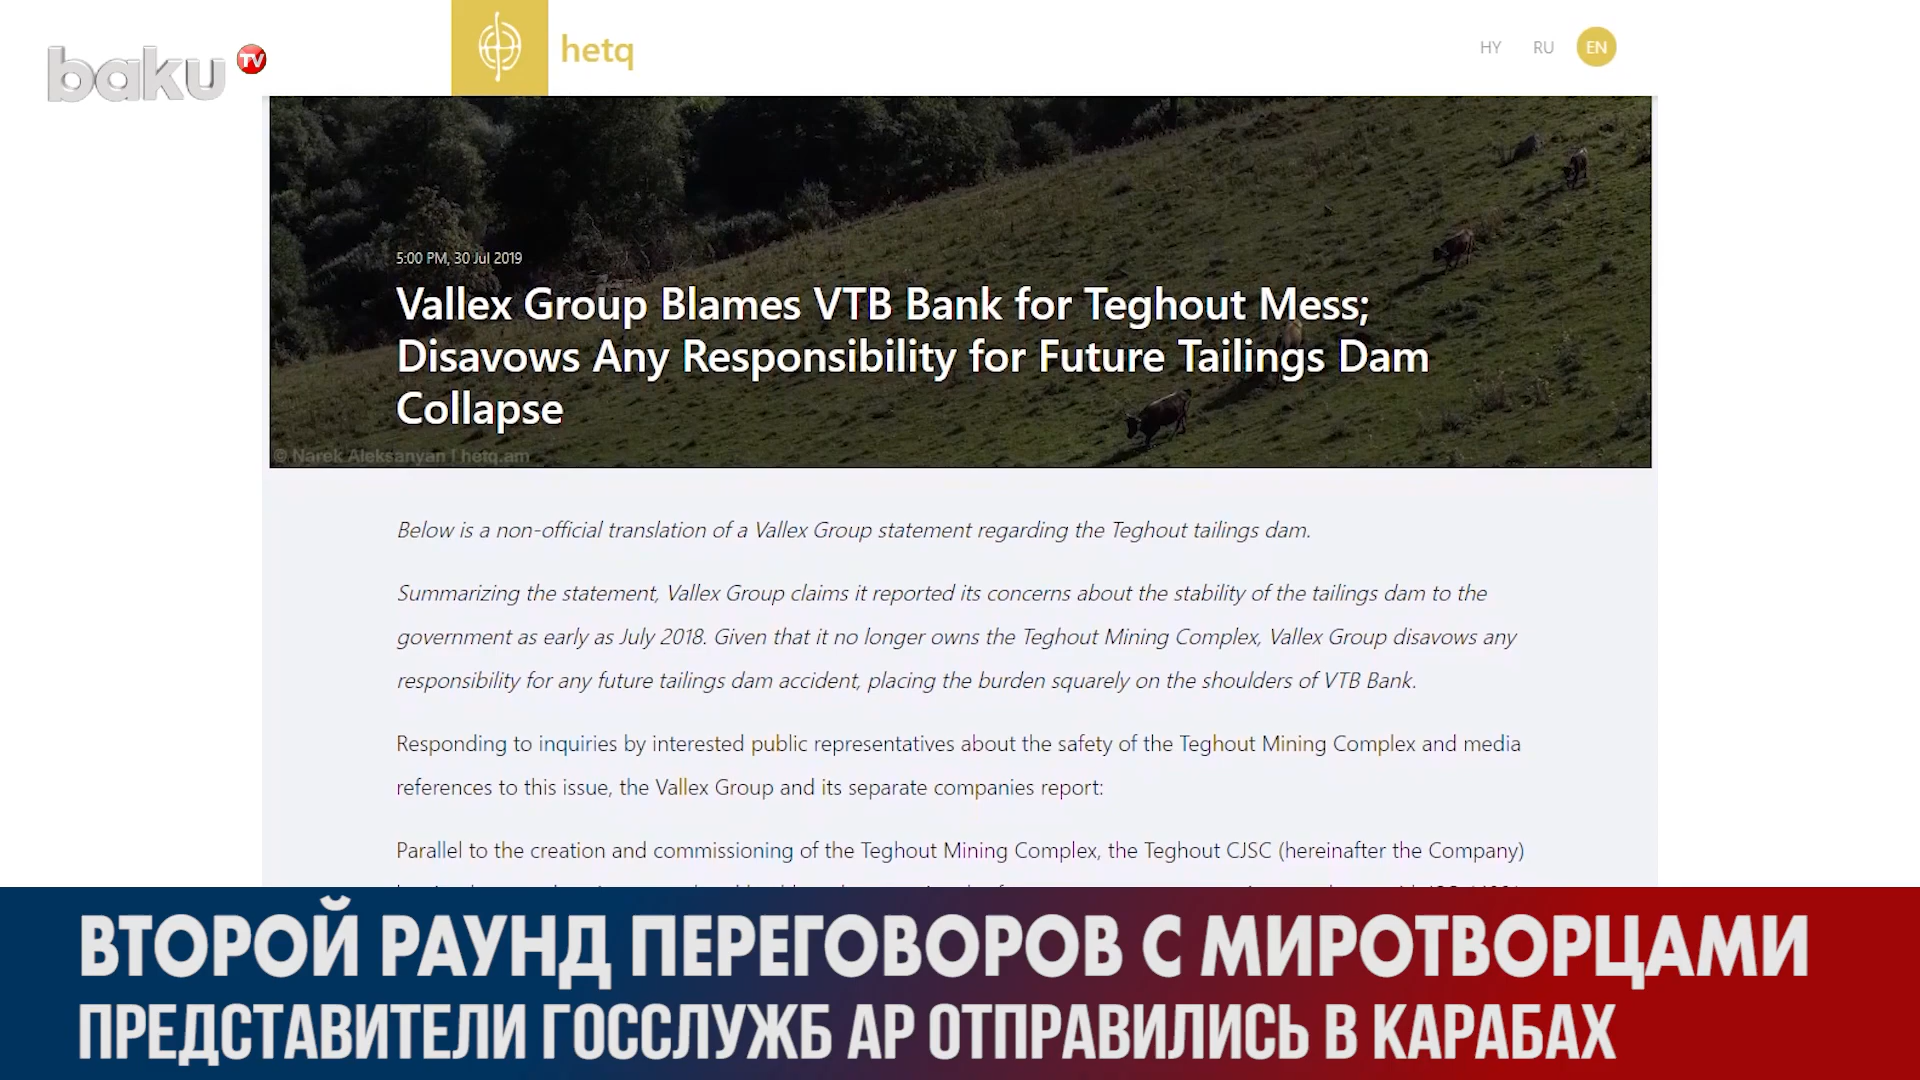 baku TV
hetq
HY RU EN
5:00 PM, 30 Jul 2019
Vallex Group Blames VTB Bank for Teghout Mess;
Disavows Any Responsibility for Future Tailings Dam
Collapse
© Narek Aleksanyan | hetq.am
Below is a non-official translation of a Vallex Group statement regarding the Teghout tailings dam.
Summarizing the statement, Vallex Group claims it reported its concerns about the stability of the tailings dam to the
government as early as July 2018. Given that it no longer owns the Teghout Mining Complex, Vallex Group disavows any
responsibility for any future tailings dam accident, placing the burden squarely on the shoulders of VTB Bank.
Responding to inquiries by interested public representatives about the safety of the Teghout Mining Complex and media
references to this issue, the Vallex Group and its separate companies report:
Parallel to the creation and commissioning of the Teghout Mining Complex, the Teghout CJSC (hereinafter the Company)
ВТОРОЙ РАУНД ПЕРЕГОВОРОВ С МИРОТВОРЦАМИ
ПРЕДСТАВИТЕЛИ ГОССЛУЖБ АР ОТПРАВИЛИСЬ В КАРАБАХ